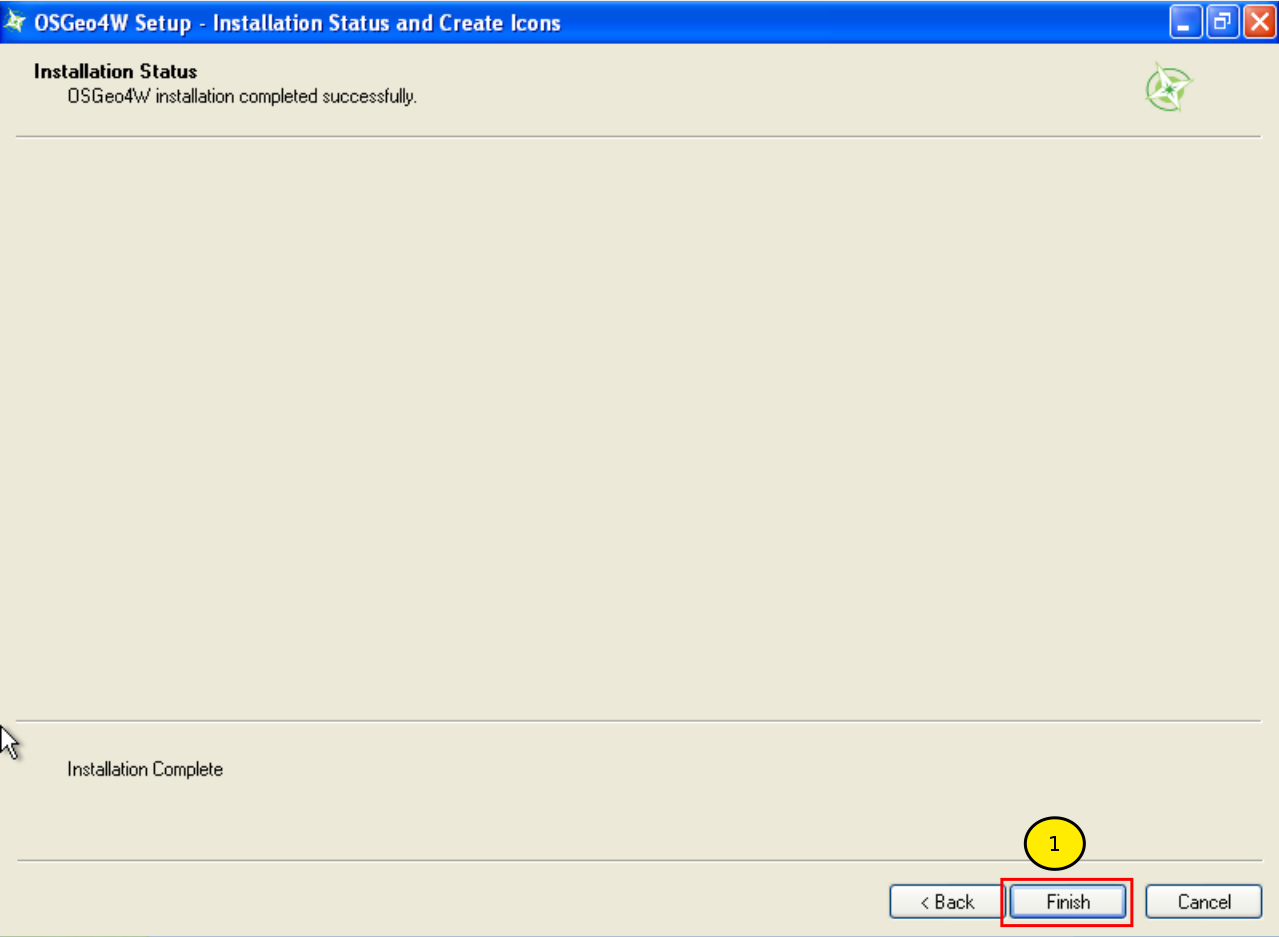 OSGeo4W Setup - Installation Status and Create Icons
Installation Status
OSGeo4W installation completed successfully.
Installation Complete
1
< Back
Finish
Cancel